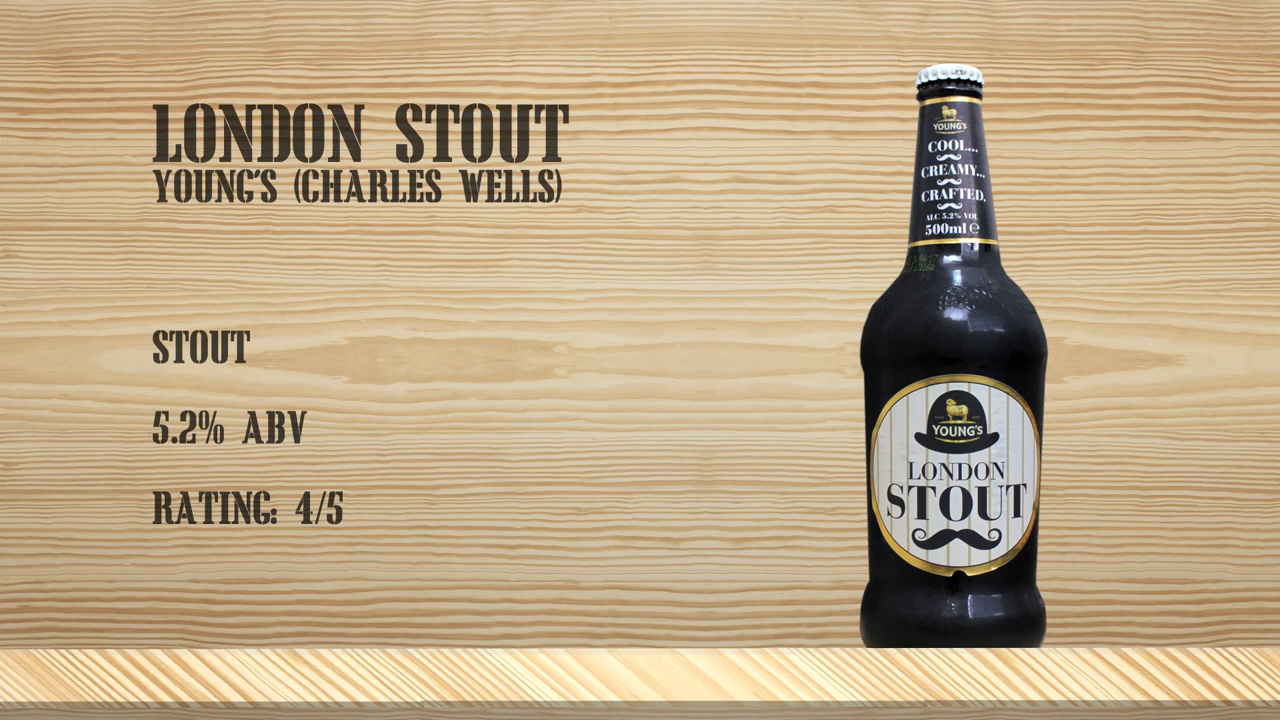 LONDON STOUT
YOUNG'S (CHARLES WELLS)
STOUT
5.2% ABV
RATING: 4/5
YOUNG'S
COOL...
CREAMY...
CRAFTED.
ALC 5.2% VOL
500ml ℮
YOUNG'S
LONDON
STOUT